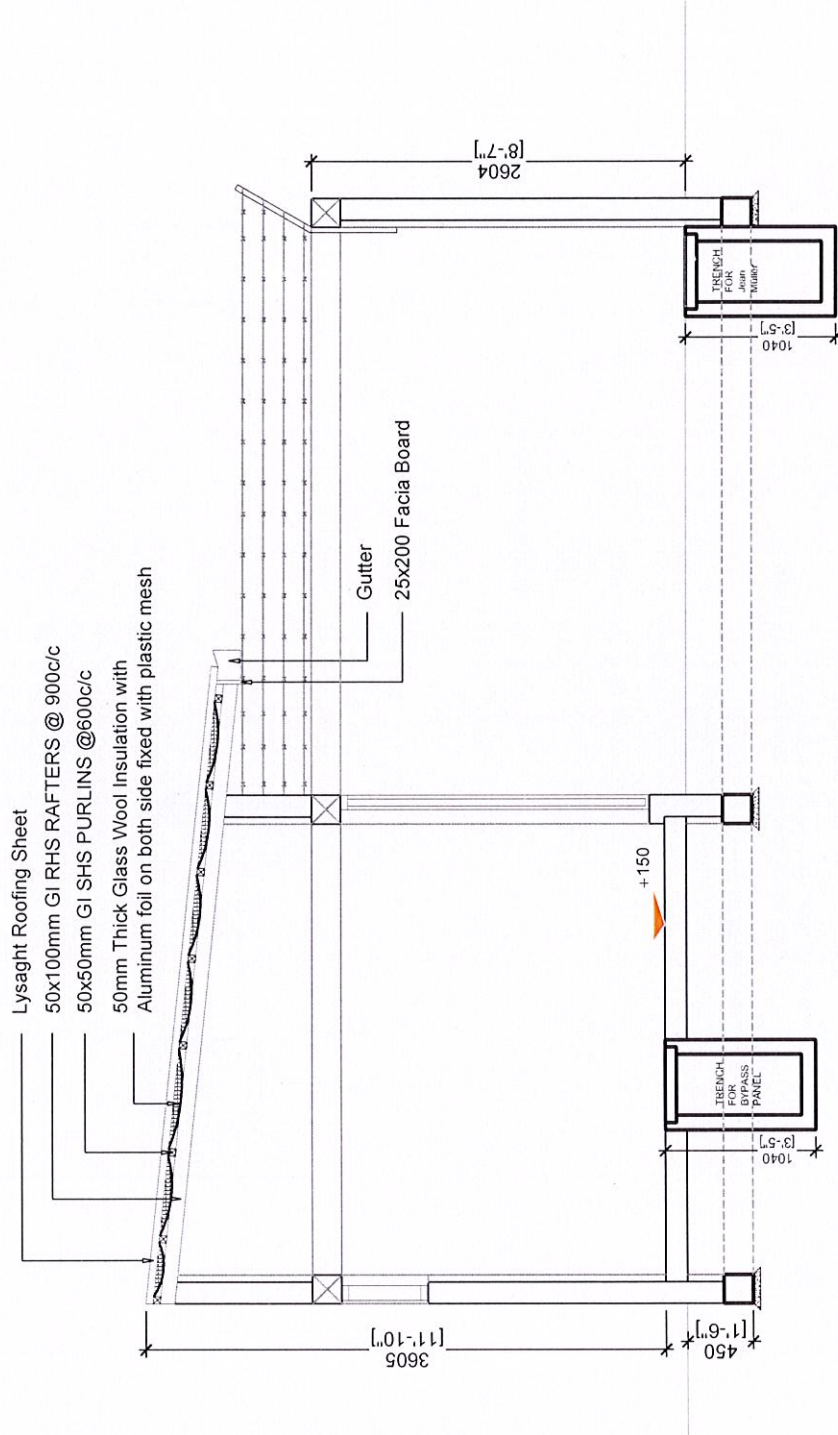 Lysaght Roofing Sheet
50x100mm GI RHS RAFTERS @ 900c/c
50x50mm GI SHS PURLINS @600c/c
50mm Thick Glass Wool Insulation with
Aluminum foil on both side fixed with plastic mesh
Gutter
25x200 Facia Board
2604
[8'-7"]
+150
3605
[11'-10"]
450
[1'-6"]
TRENCH
FOR
BYPASS
PANEL
1040
[3'-5"]
TRENCH
FOR
Jean
Muller
1040
[3'-5"]